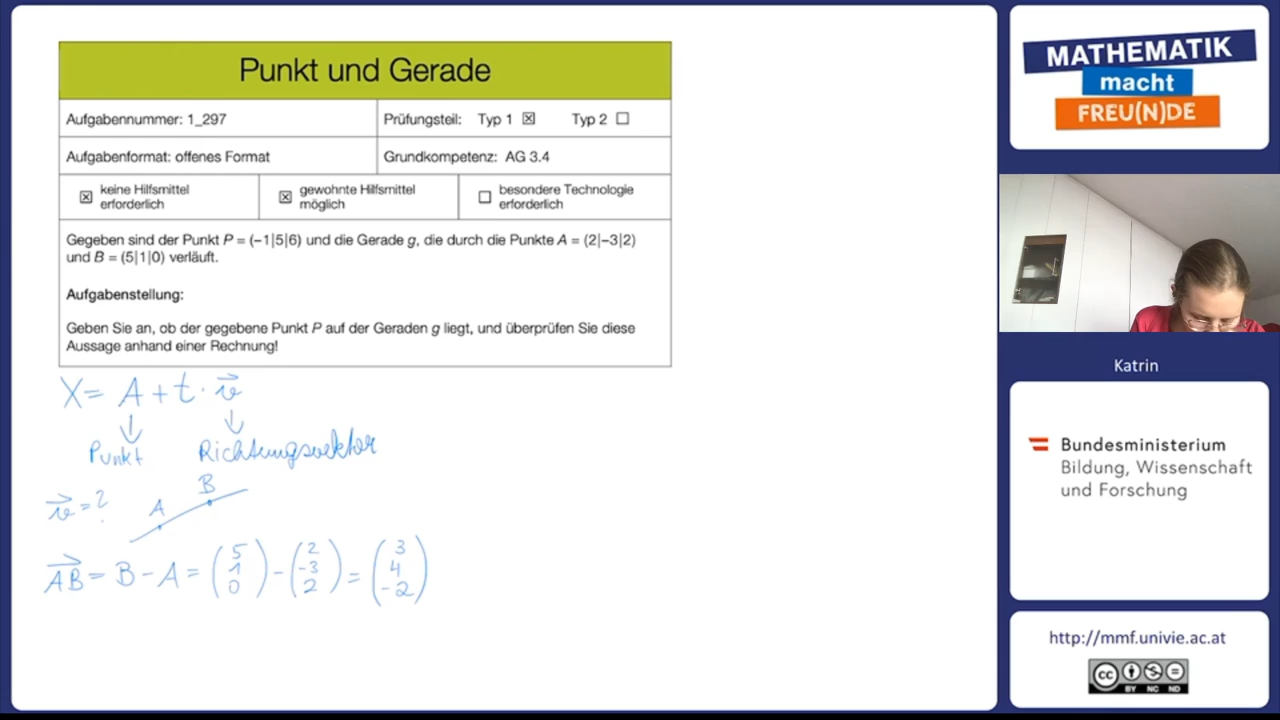 Punkt und Gerade
Aufgabennummer: 1_297
Prüfungsteil: Typ 1 ☒ Typ 2 ☐
Aufgabenformat: offenes Format
Grundkompetenz: AG 3.4
☒ keine Hilfsmittel
erforderlich
☒ gewohnte Hilfsmittel
möglich
☐ besondere Technologie
erforderlich
Gegeben sind der Punkt P = (−1|5|6) und die Gerade g, die durch die Punkte A = (2|−3|2)
und B = (5|1|0) verläuft.
Aufgabenstellung:
Geben Sie an, ob der gegebene Punkt P auf der Geraden g liegt, und überprüfen Sie diese
Aussage anhand einer Rechnung!
X = A + t · v⃗
↓ ↓
Punkt Richtungsvektor
v⃗ = ?
A B
AB⃗ = B − A = (5 1 0) − (2 -3 2) = (3 4 -2)
MATHEMATIK
macht
FREU(N)DE
Katrin
Bundesministerium
Bildung, Wissenschaft
und Forschung
http://mmf.univie.ac.at
cc
BY NC ND